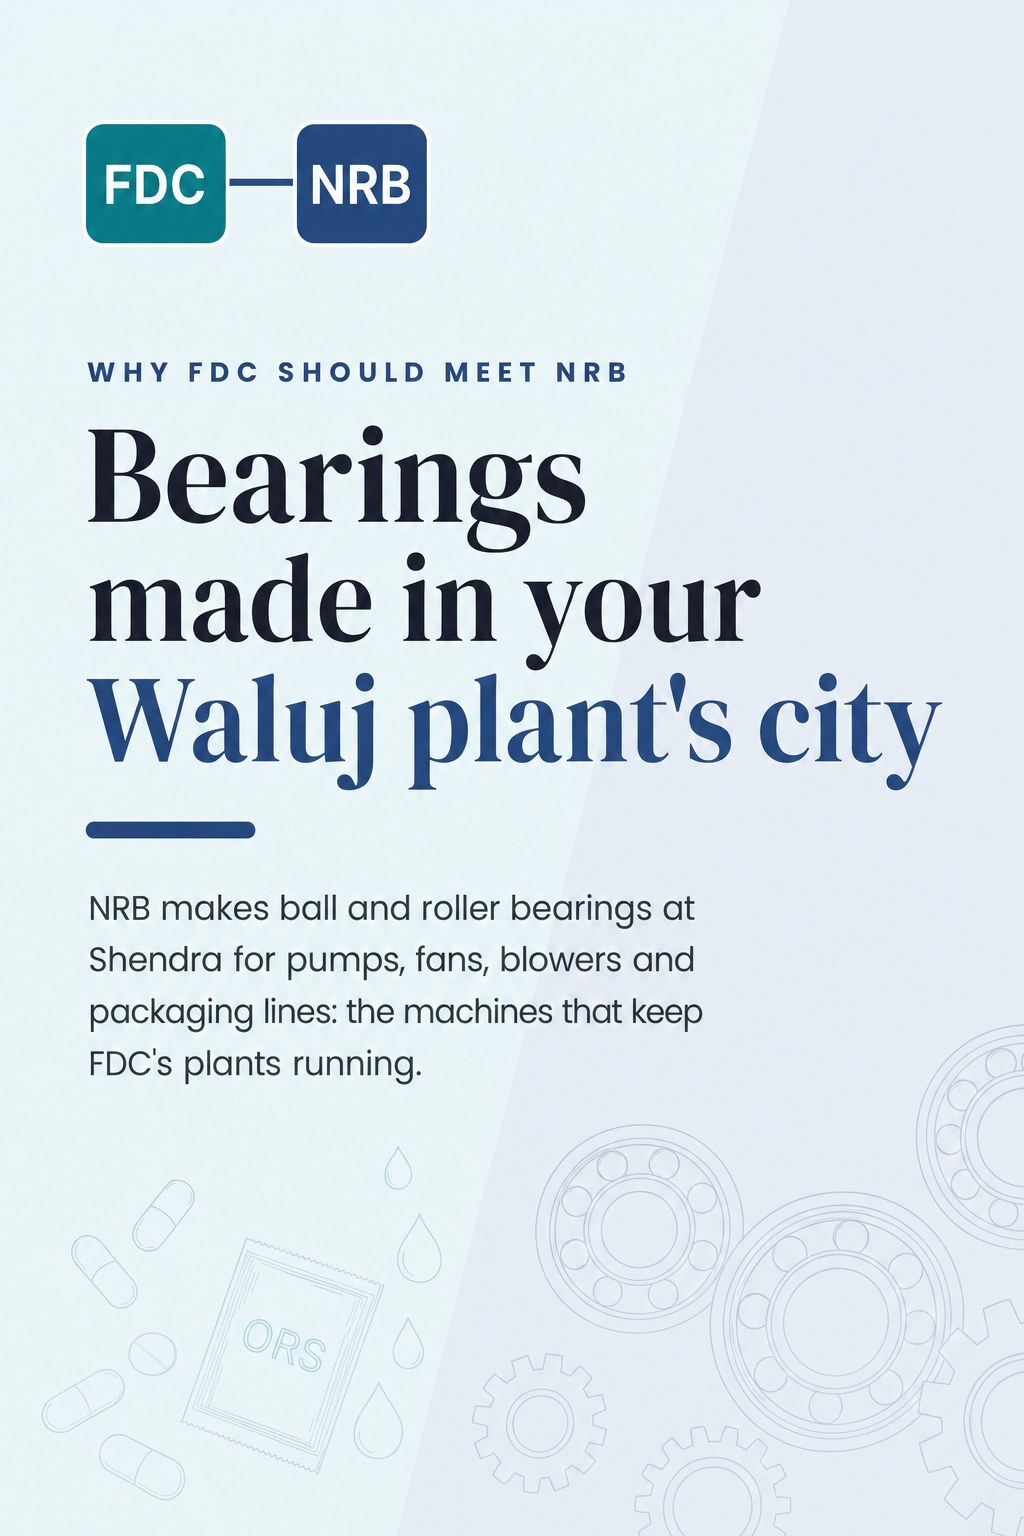 FDC
NRB
WHY FDC SHOULD MEET NRB
Bearings
made in your
Waluj plant's city
NRB makes ball and roller bearings at
Shendra for pumps, fans, blowers and
packaging lines: the machines that keep
FDC's plants running.
ORS